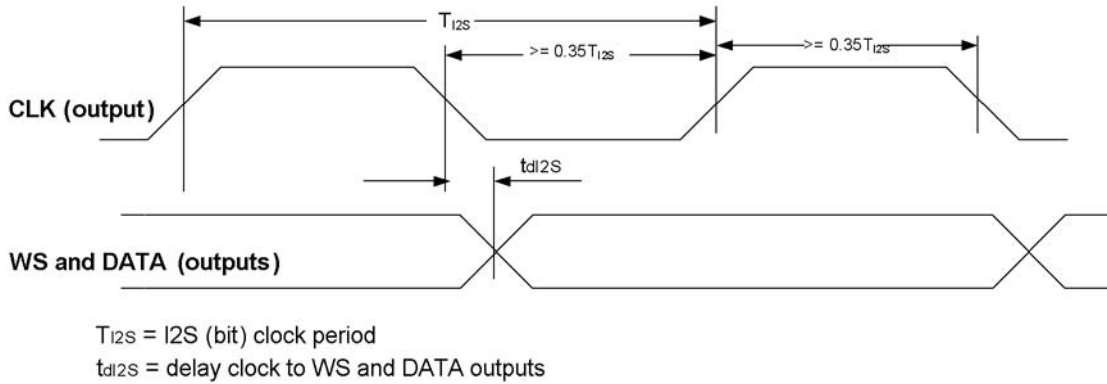 TI2S
>= 0.35TI2S
>= 0.35TI2S
CLK (output)
tdI2S
WS and DATA (outputs)
TI2S = I2S (bit) clock period
tdI2S = delay clock to WS and DATA outputs